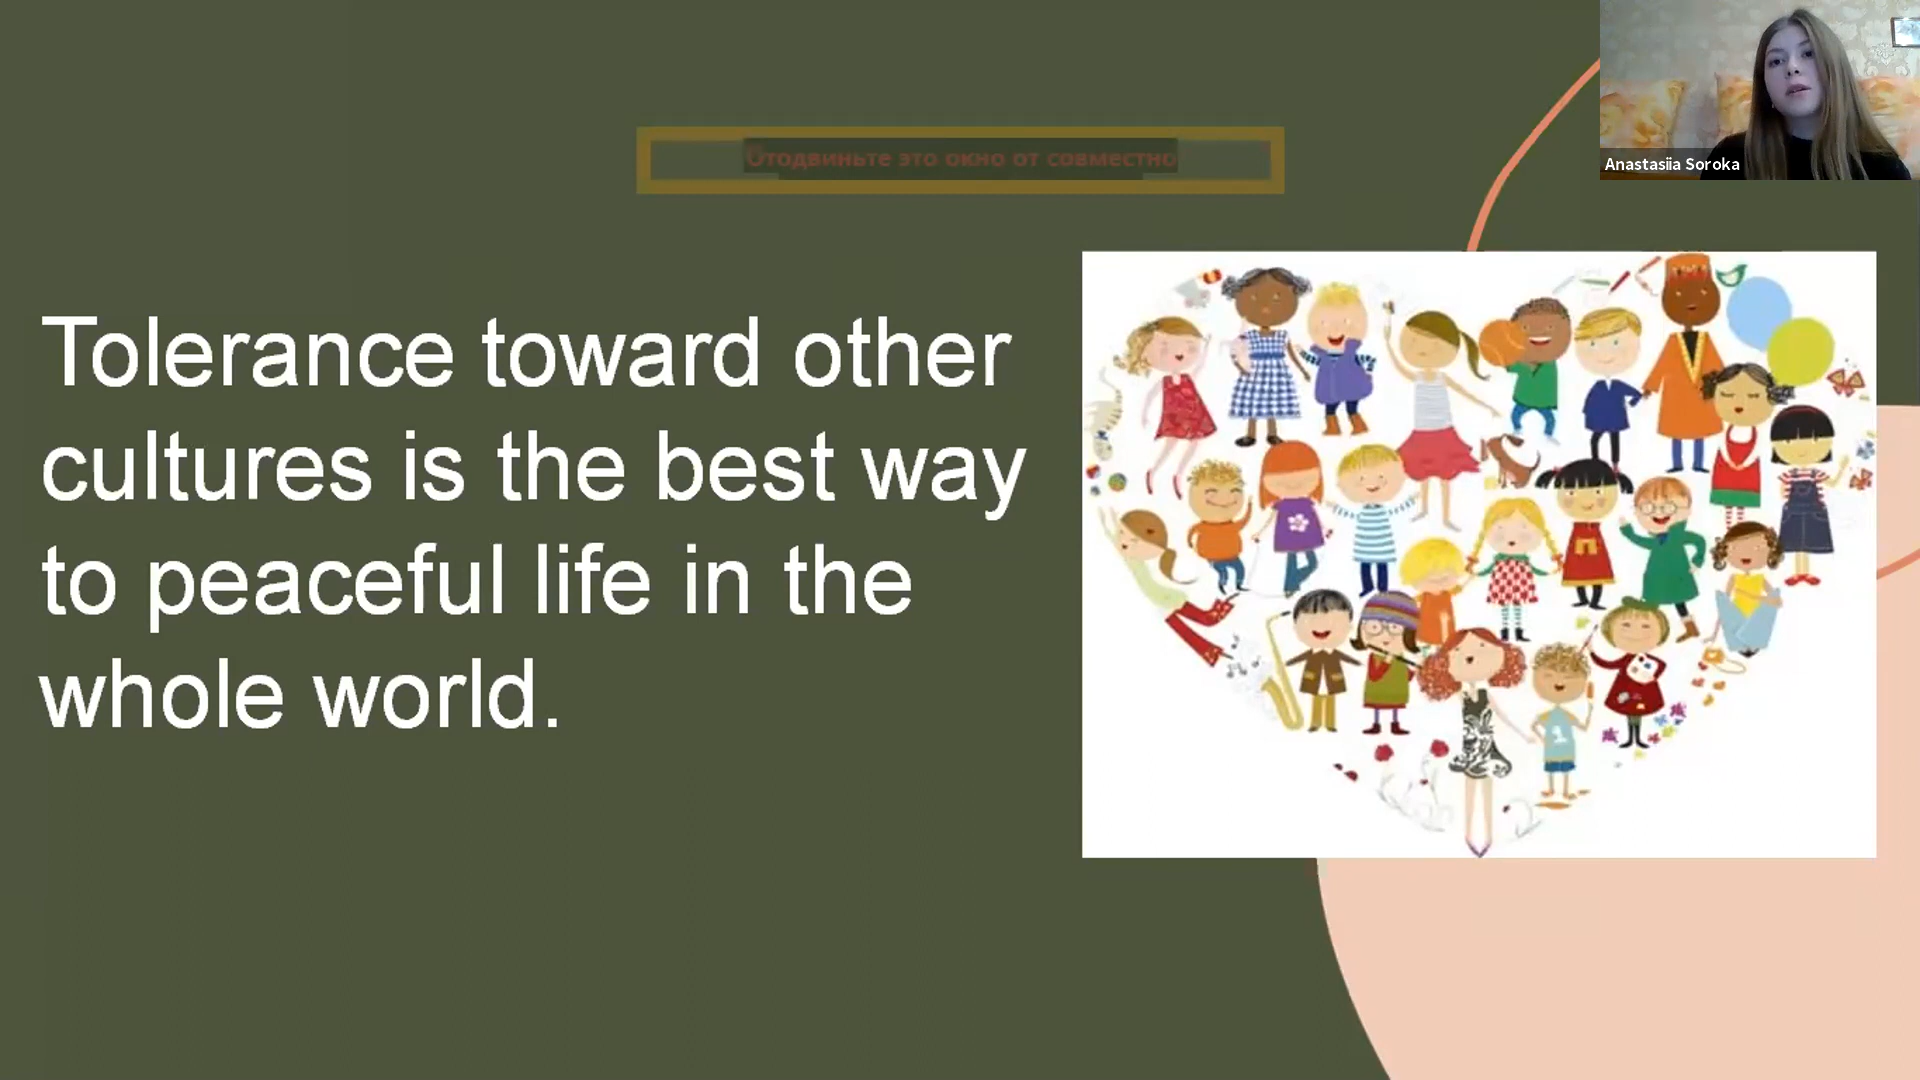 Отодвиньте это окно от совместно
Anastasiia Soroka
Tolerance toward other
cultures is the best way
to peaceful life in the
whole world.
1